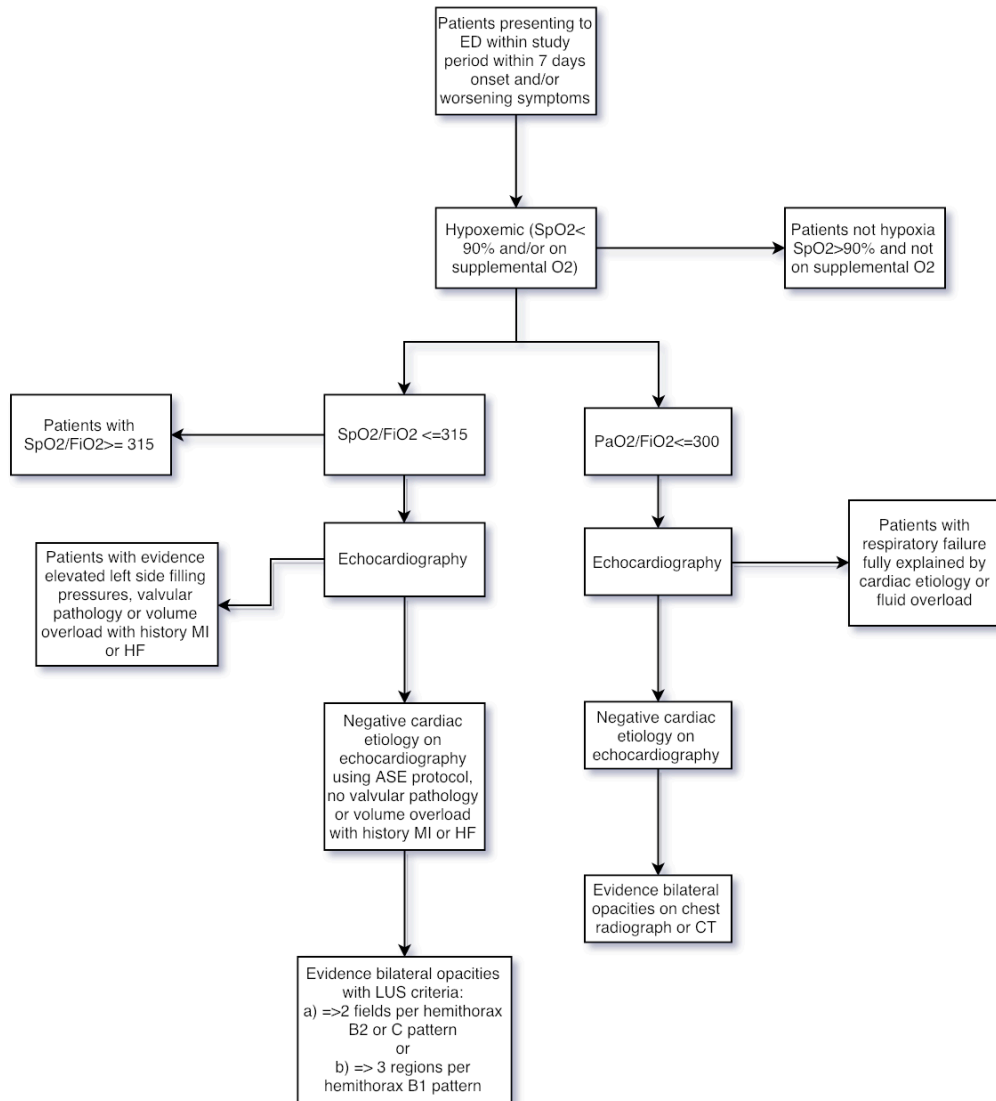 Patients presenting to
ED within study
period within 7 days
onset and/or
worsening symptoms
Hypoxemic (SpO2<
90% and/or on
supplemental O2)
Patients not hypoxia
SpO2>90% and not
on supplemental O2
Patients with
SpO2/FiO2>= 315
SpO2/FiO2 <=315
PaO2/FiO2<=300
Patients with evidence
elevated left side filling
pressures, valvular
pathology or volume
overload with history MI
or HF
Echocardiography
Echocardiography
Patients with
respiratory failure
fully explained by
cardiac etiology or
fluid overload
Negative cardiac
etiology on
echocardiography
using ASE protocol,
no valvular pathology
or volume overload
with history MI or HF
Negative cardiac
etiology on
echocardiography
Evidence bilateral
opacities on chest
radiograph or CT
Evidence bilateral opacities
with LUS criteria:
a) =>2 fields per hemithorax
B2 or C pattern
or
b) => 3 regions per
hemithorax B1 pattern